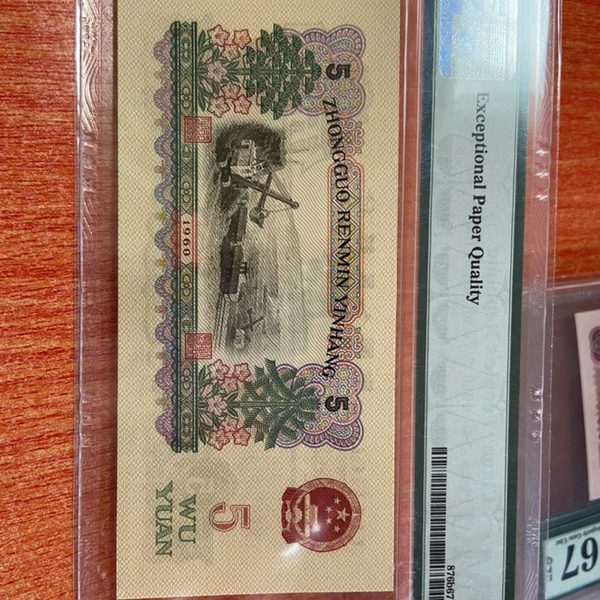 Exceptional Paper Quality
5
ZHONGGUO RENMIN YINHANG
5
1960
5
WU
YUAN
67